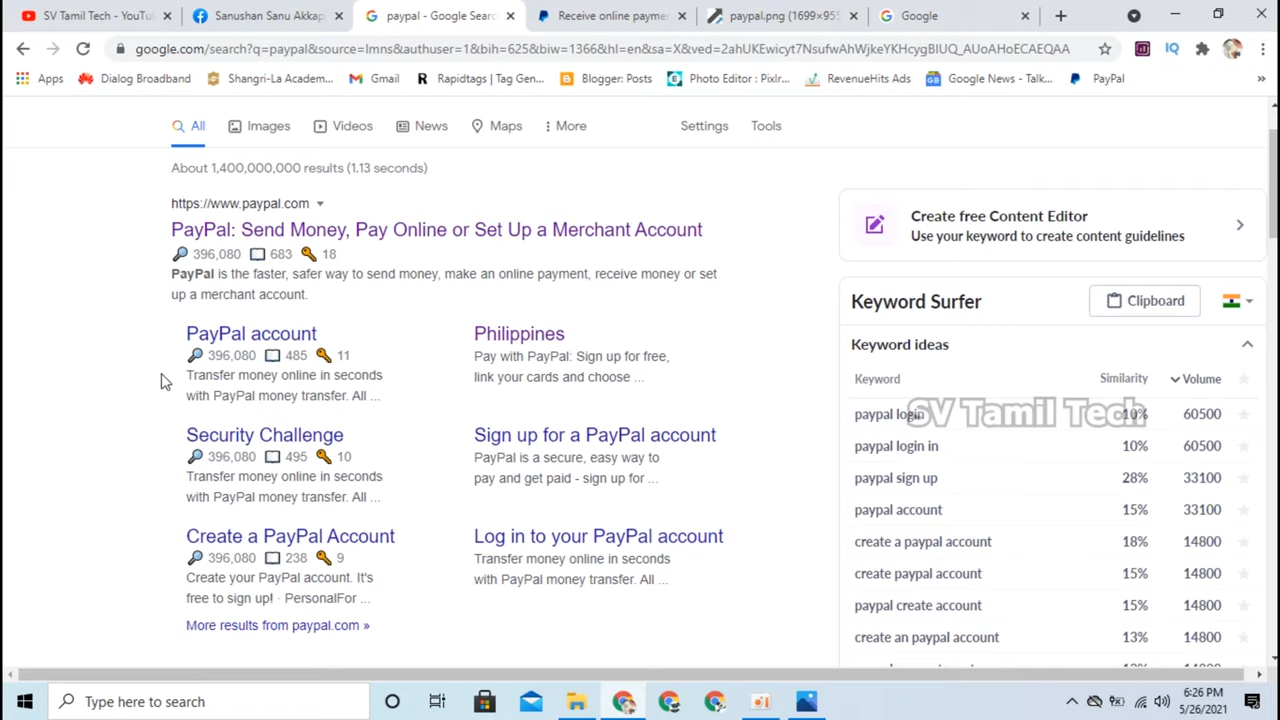 SV Tamil Tech - YouTu
Sanushan Sanu Akkap
paypal - Google Searc
Receive online payme
paypal.png (1699×955
Google
google.com/search?q=paypal&source=lmns&authuser=1&bih=625&biw=1366&hl=en&sa=X&ved=2ahUKEwicyt7NsufwAhWjkeYKHcygBIUQ_AUoAHoECAEQAA
Apps
Dialog Broadband
Shangri-La Academ...
Gmail
Rapidtags | Tag Gen...
Blogger: Posts
Photo Editor : Pixlr...
RevenueHits Ads
Google News - Talk...
PayPal
»
All
Images
Videos
News
Maps
More
Settings
Tools
About 1,400,000,000 results (1.13 seconds)
https://www.paypal.com
PayPal: Send Money, Pay Online or Set Up a Merchant Account
396,080 683 18
PayPal is the faster, safer way to send money, make an online payment, receive money or set
up a merchant account.
PayPal account
396,080 485 11
Transfer money online in seconds
with PayPal money transfer. All ...
Philippines
Pay with PayPal: Sign up for free,
link your cards and choose ...
Security Challenge
396,080 495 10
Transfer money online in seconds
with PayPal money transfer. All ...
Sign up for a PayPal account
PayPal is a secure, easy way to
pay and get paid - sign up for ...
Create a PayPal Account
396,080 238 9
Create your PayPal account. It's
free to sign up! · PersonalFor ...
Log in to your PayPal account
Transfer money online in seconds
with PayPal money transfer. All ...
More results from paypal.com »
Create free Content Editor
Use your keyword to create content guidelines
Keyword Surfer
Clipboard
Keyword ideas
Keyword Similarity Volume
paypal login 10% 60500
SV Tamil Tech
paypal login in 10% 60500
paypal sign up 28% 33100
paypal account 15% 33100
create a paypal account 18% 14800
create paypal account 15% 14800
paypal create account 15% 14800
create an paypal account 13% 14800
Type here to search
6:26 PM
5/26/2021